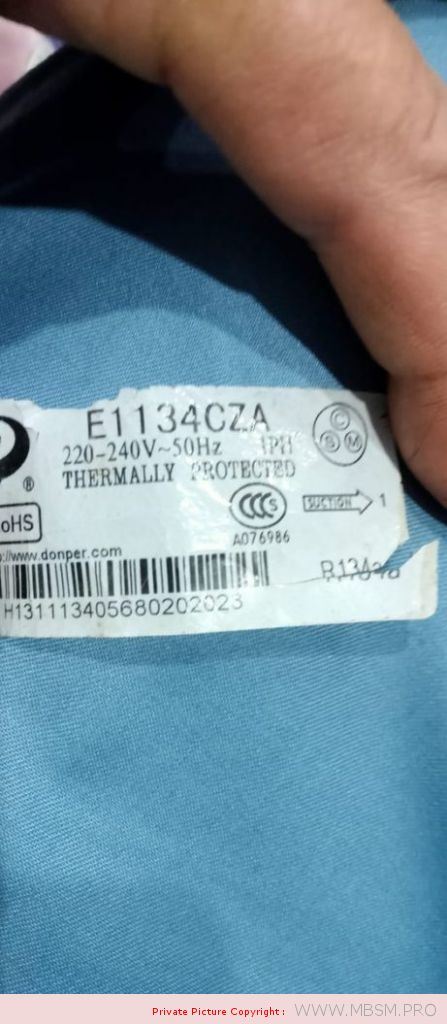 E1134CZA
220-240V~50Hz 1PH
THERMALLY PROTECTED
C
S M
®
CCC S
SUCTION 1
A076986
oHS
://www.donper.com
R134a
H131113405680202023
Private Picture Copyright : WWW.MBSM.PRO